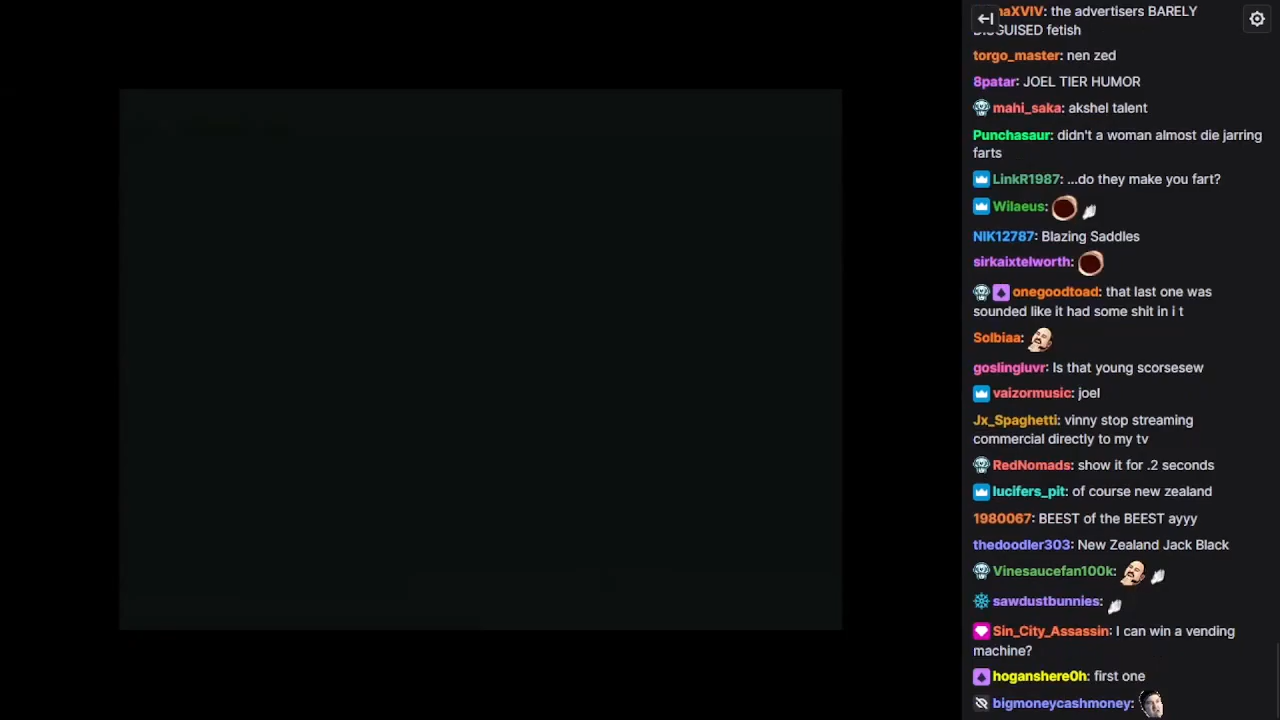 naXVIV: the advertisers BARELY
DISGUISED fetish
torgo_master: nen zed
8patar: JOEL TIER HUMOR
mahi_saka: akshel talent
Punchasaur: didn't a woman almost die jarring
farts
LinkR1987: ...do they make you fart?
Wilaeus:
NIK12787: Blazing Saddles
sirkaixtelworth:
onegoodtoad: that last one was
sounded like it had some shit in i t
Solbiaa:
goslingluvr: Is that young scorsesew
vaizormusic: joel
Jx_Spaghetti: vinny stop streaming
commercial directly to my tv
RedNomads: show it for .2 seconds
lucifers_pit: of course new zealand
1980067: BEEST of the BEEST ayyy
thedoodler303: New Zealand Jack Black
Vinesaucefan100k:
sawdustbunnies:
Sin_City_Assassin: I can win a vending
machine?
hoganshere0h: first one
bigmoneycashmoney: